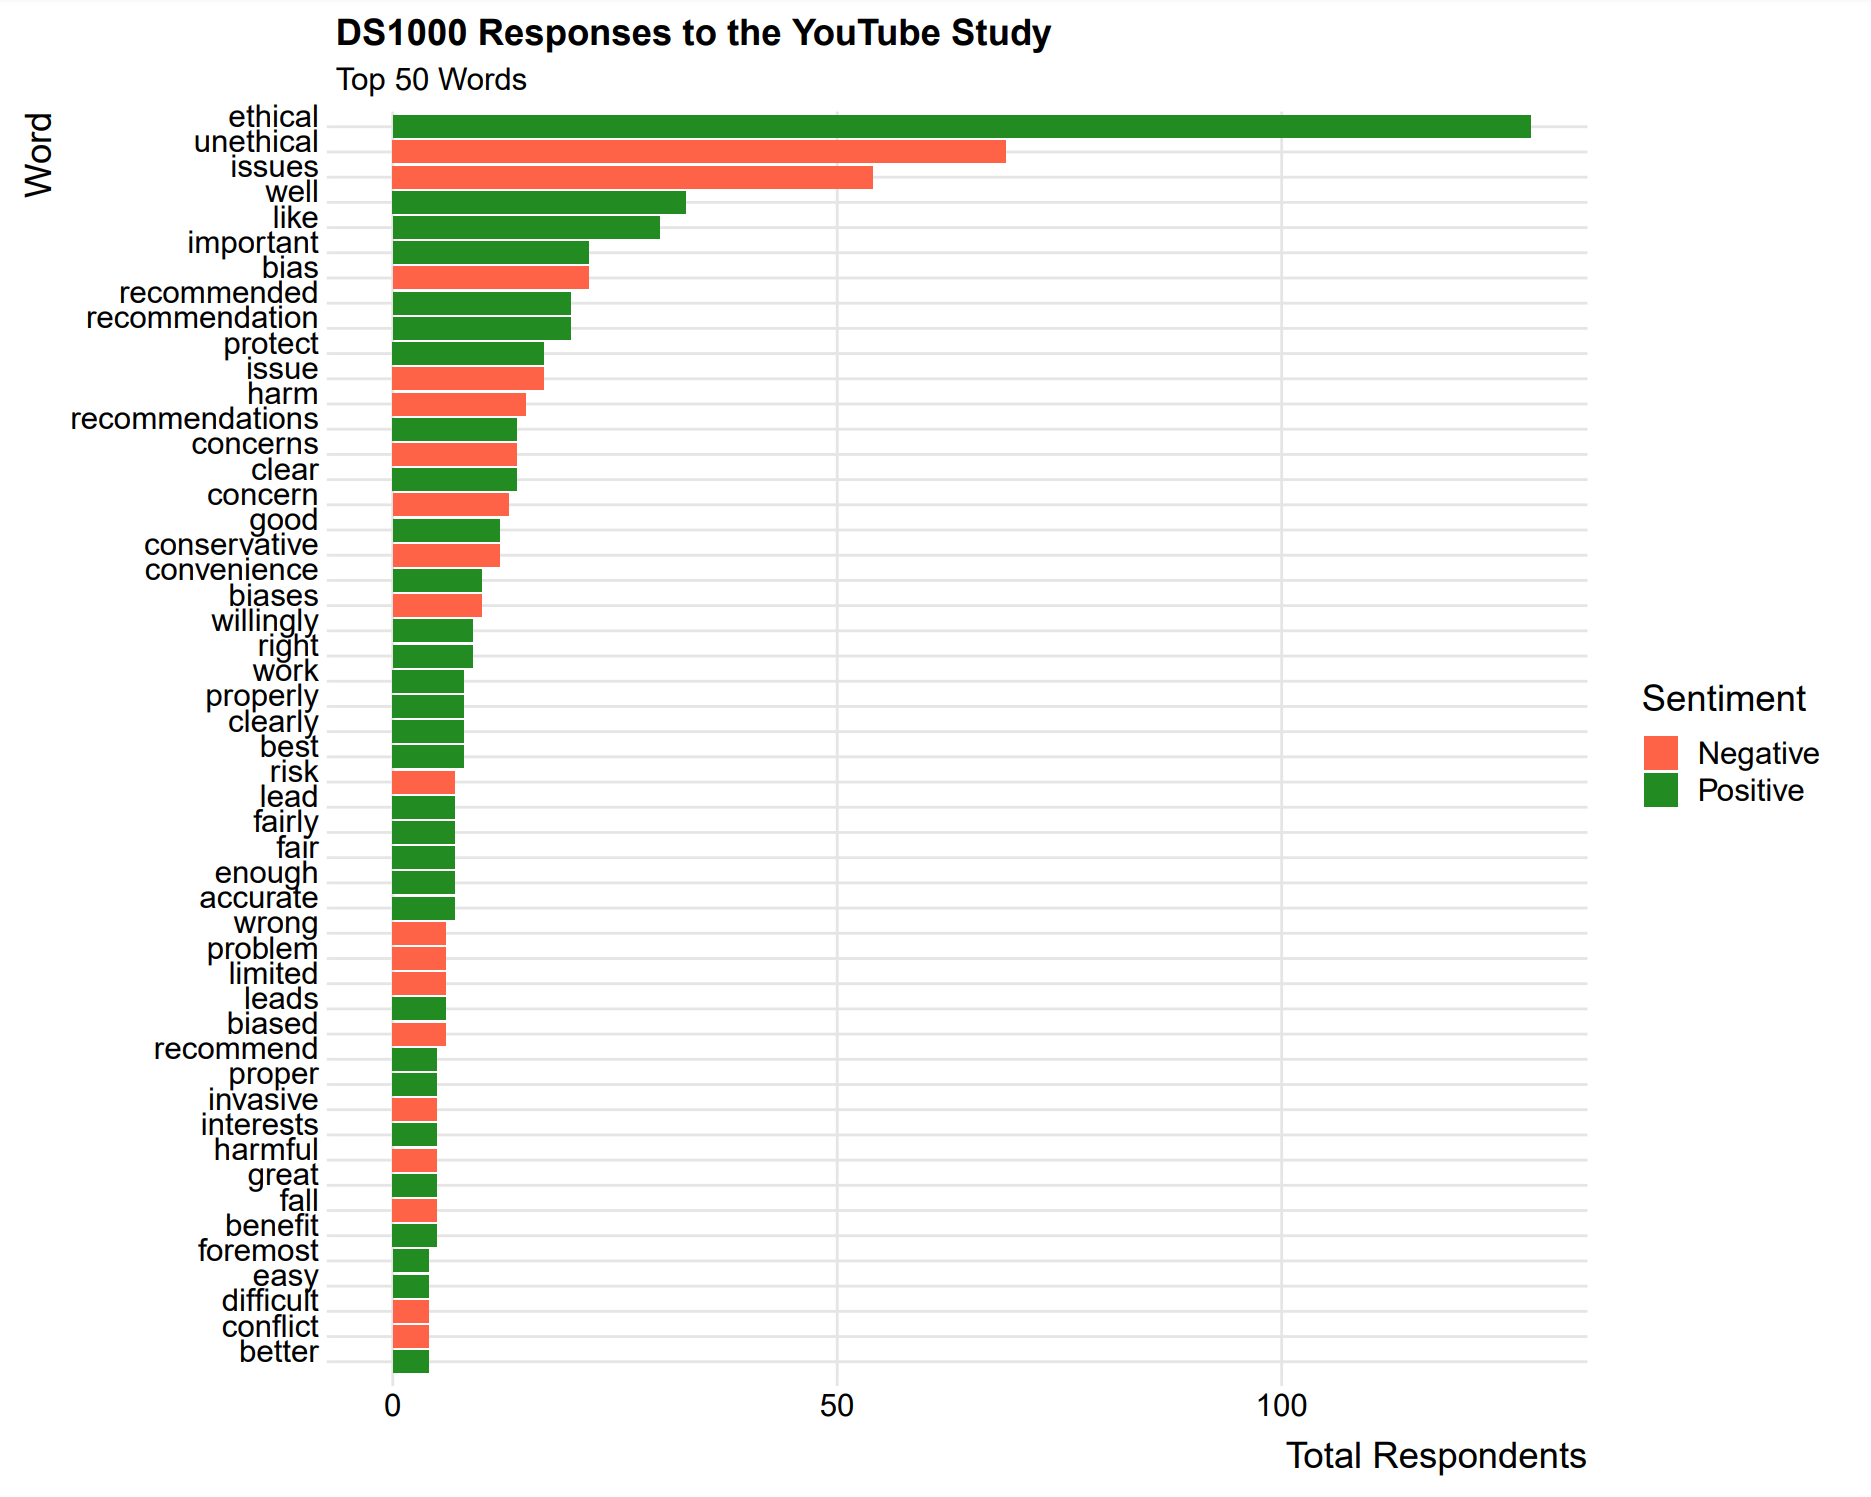 DS1000 Responses to the YouTube Study
Top 50 Words
Word
ethical
unethical
issues
well
like
important
bias
recommended
recommendation
protect
issue
harm
recommendations
concerns
clear
concern
good
conservative
convenience
biases
willingly
right
work
properly
clearly
best
risk
lead
fairly
fair
enough
accurate
wrong
problem
limited
leads
biased
recommend
proper
invasive
interests
harmful
great
fall
benefit
foremost
easy
difficult
conflict
better
0 50 100
Total Respondents
Sentiment
Negative
Positive